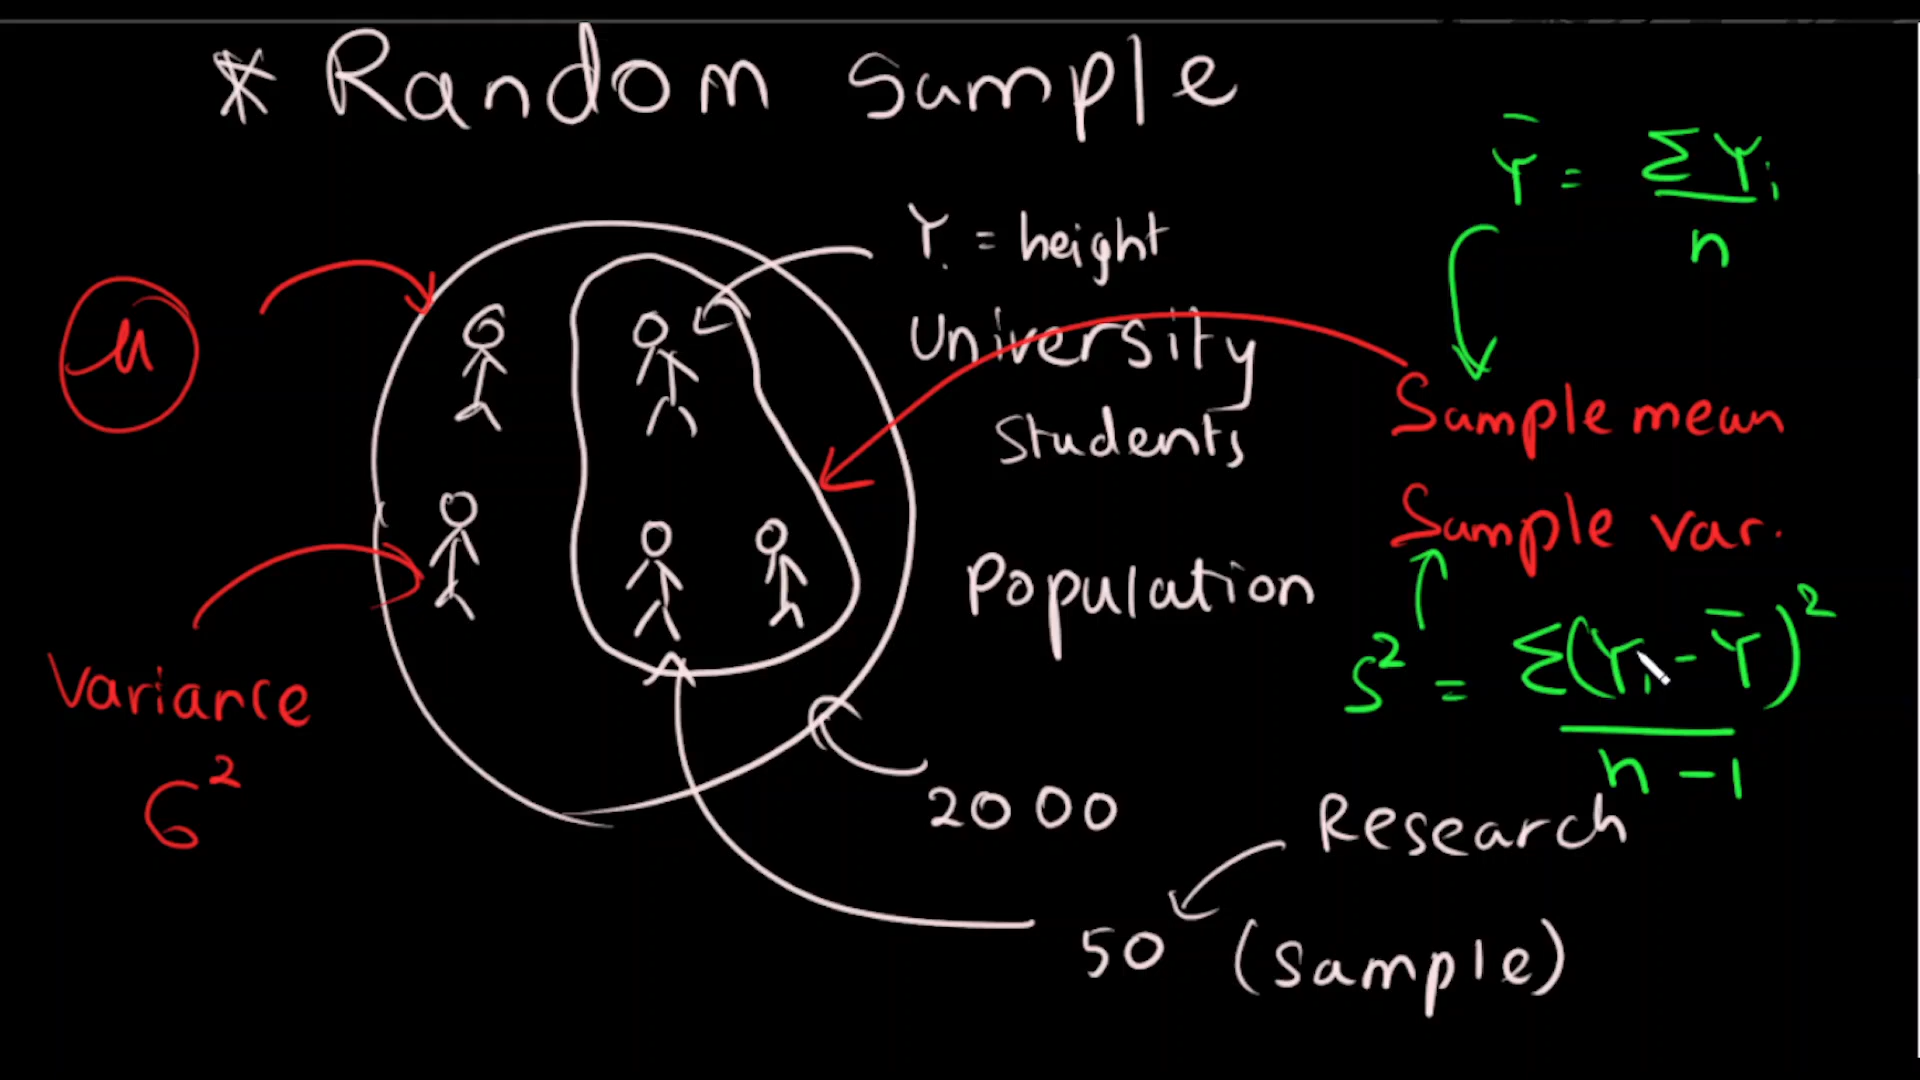 * Random Sample
Ȳ = ΣYi
n
Y = height
University
Students
μ
Sample mean
Sample var.
Population
S² = Σ(Yi - Ȳ)²
n - 1
Variance
σ²
2000
Research
50 (Sample)